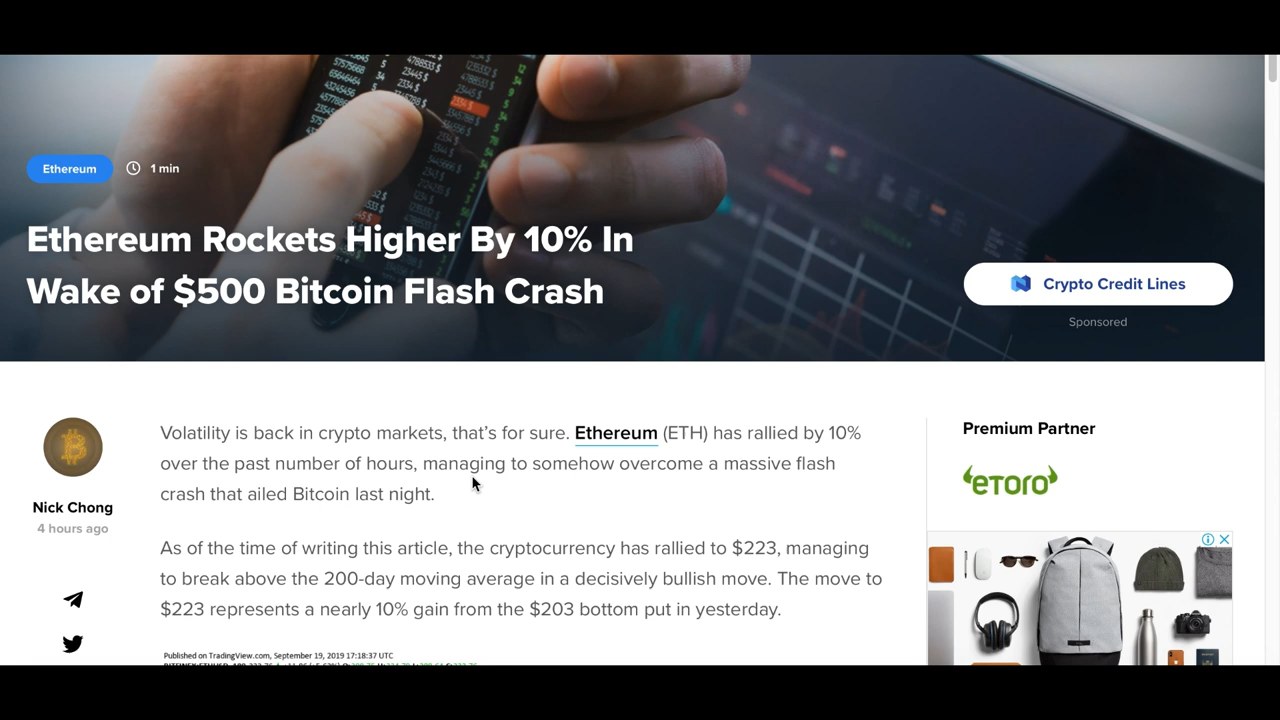 Ethereum
1 min
Ethereum Rockets Higher By 10% In
Wake of $500 Bitcoin Flash Crash
Crypto Credit Lines
Sponsored
Nick Chong
4 hours ago
Volatility is back in crypto markets, that’s for sure. Ethereum (ETH) has rallied by 10%
over the past number of hours, managing to somehow overcome a massive flash
crash that ailed Bitcoin last night.
As of the time of writing this article, the cryptocurrency has rallied to $223, managing
to break above the 200-day moving average in a decisively bullish move. The move to
$223 represents a nearly 10% gain from the $203 bottom put in yesterday.
Published on TradingView.com, September 19, 2019 17:18:37 UTC
Premium Partner
eToro